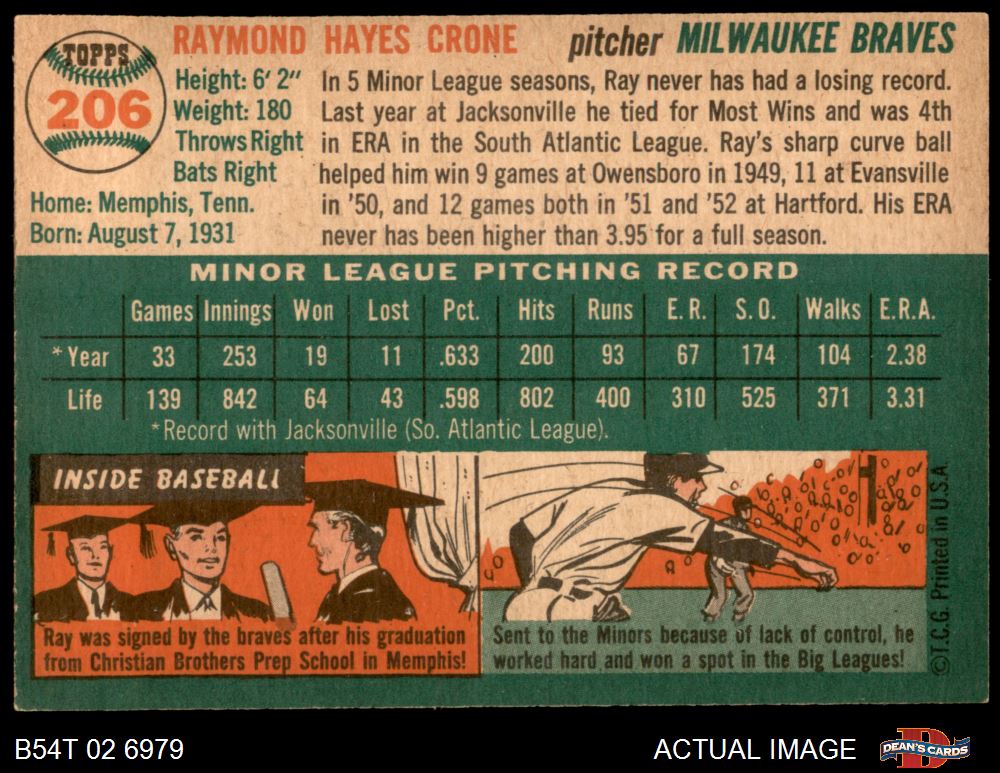 TOPPS
206
RAYMOND HAYES CRONE
pitcher MILWAUKEE BRAVES
Height: 6' 2"
Weight: 180
Throws Right
Bats Right
Home: Memphis, Tenn.
Born: August 7, 1931
In 5 Minor League seasons, Ray never has had a losing record.
Last year at Jacksonville he tied for Most Wins and was 4th
in ERA in the South Atlantic League. Ray's sharp curve ball
helped him win 9 games at Owensboro in 1949, 11 at Evansville
in '50, and 12 games both in '51 and '52 at Hartford. His ERA
never has been higher than 3.95 for a full season.
MINOR LEAGUE PITCHING RECORD
Games Innings Won Lost Pct. Hits Runs E.R. S.O. Walks E.R.A.
* Year 33 253 19 11 .633 200 93 67 174 104 2.38
Life 139 842 64 43 .598 802 400 310 525 371 3.31
*Record with Jacksonville (So. Atlantic League).
INSIDE BASEBALL
Ray was signed by the braves after his graduation
from Christian Brothers Prep School in Memphis!
Sent to the Minors because of lack of control, he
worked hard and won a spot in the Big Leagues!
©T.C.G. Printed in U.S.A.
B54T 02 6979
ACTUAL IMAGE
DEAN'S CARDS